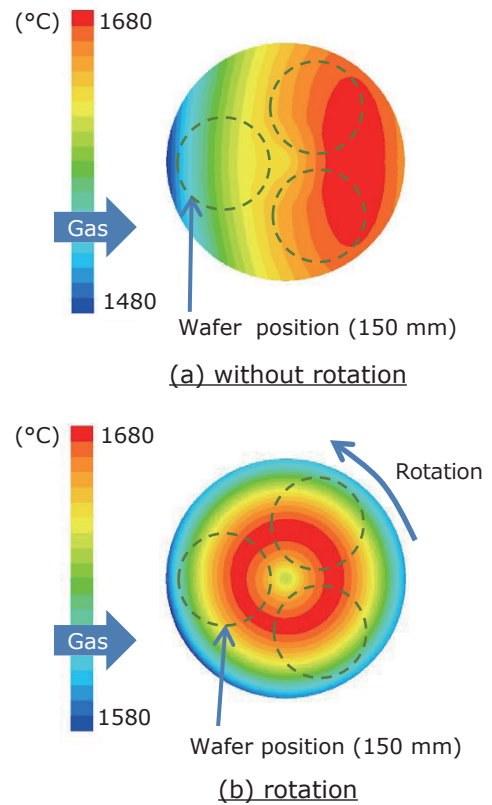 (°C)
1680
Gas
1480
Wafer position (150 mm)
(a) without rotation
(°C)
1680
Rotation
Gas
1580
Wafer position (150 mm)
(b) rotation